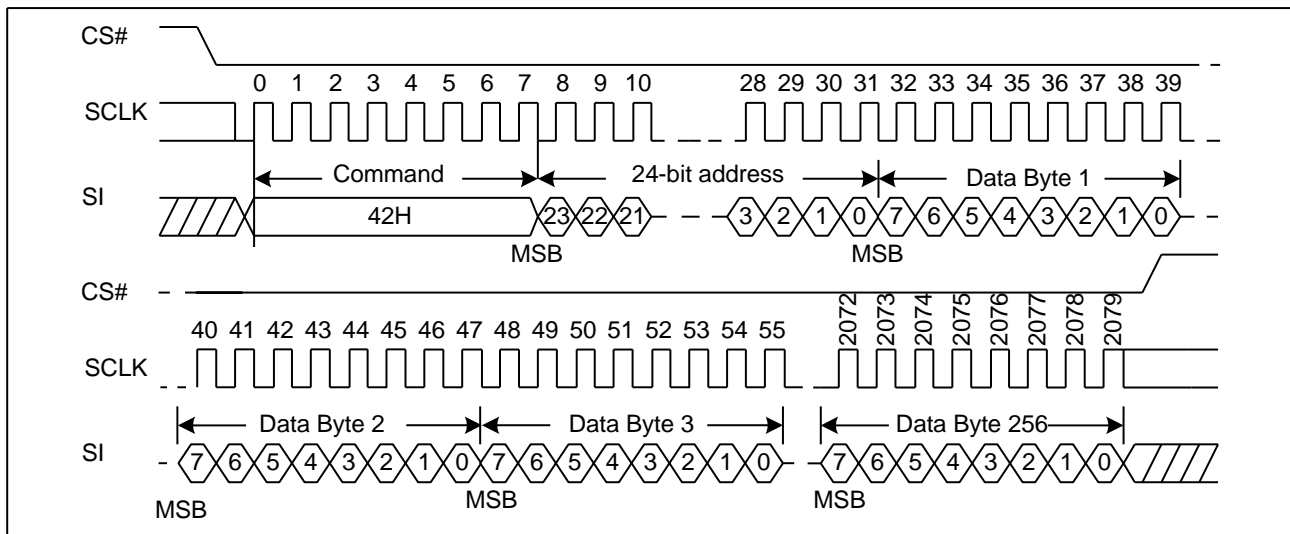 CS#
0 1 2 3 4 5 6 7 8 9 10 28 29 30 31 32 33 34 35 36 37 38 39
SCLK
Command 24-bit address Data Byte 1
SI
42H 23 22 21 3 2 1 0 7 6 5 4 3 2 1 0
MSB MSB
CS#
2072 2073 2074 2075 2076 2077 2078 2079
40 41 42 43 44 45 46 47 48 49 50 51 52 53 54 55
SCLK
Data Byte 2 Data Byte 3 Data Byte 256
SI
7 6 5 4 3 2 1 0 7 6 5 4 3 2 1 0 7 6 5 4 3 2 1 0
MSB MSB MSB